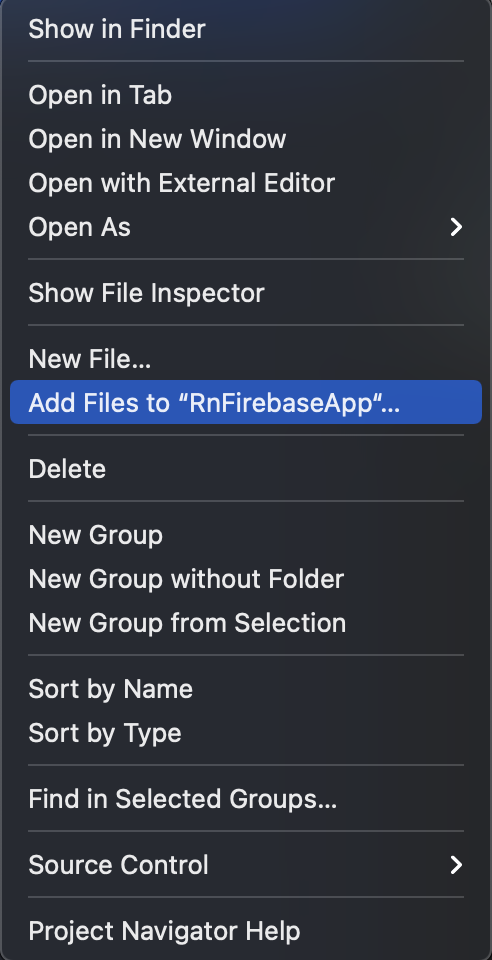 Show in Finder
Open in Tab
Open in New Window
Open with External Editor
Open As
Show File Inspector
New File...
Add Files to “RnFirebaseApp“...
Delete
New Group
New Group without Folder
New Group from Selection
Sort by Name
Sort by Type
Find in Selected Groups...
Source Control
Project Navigator Help